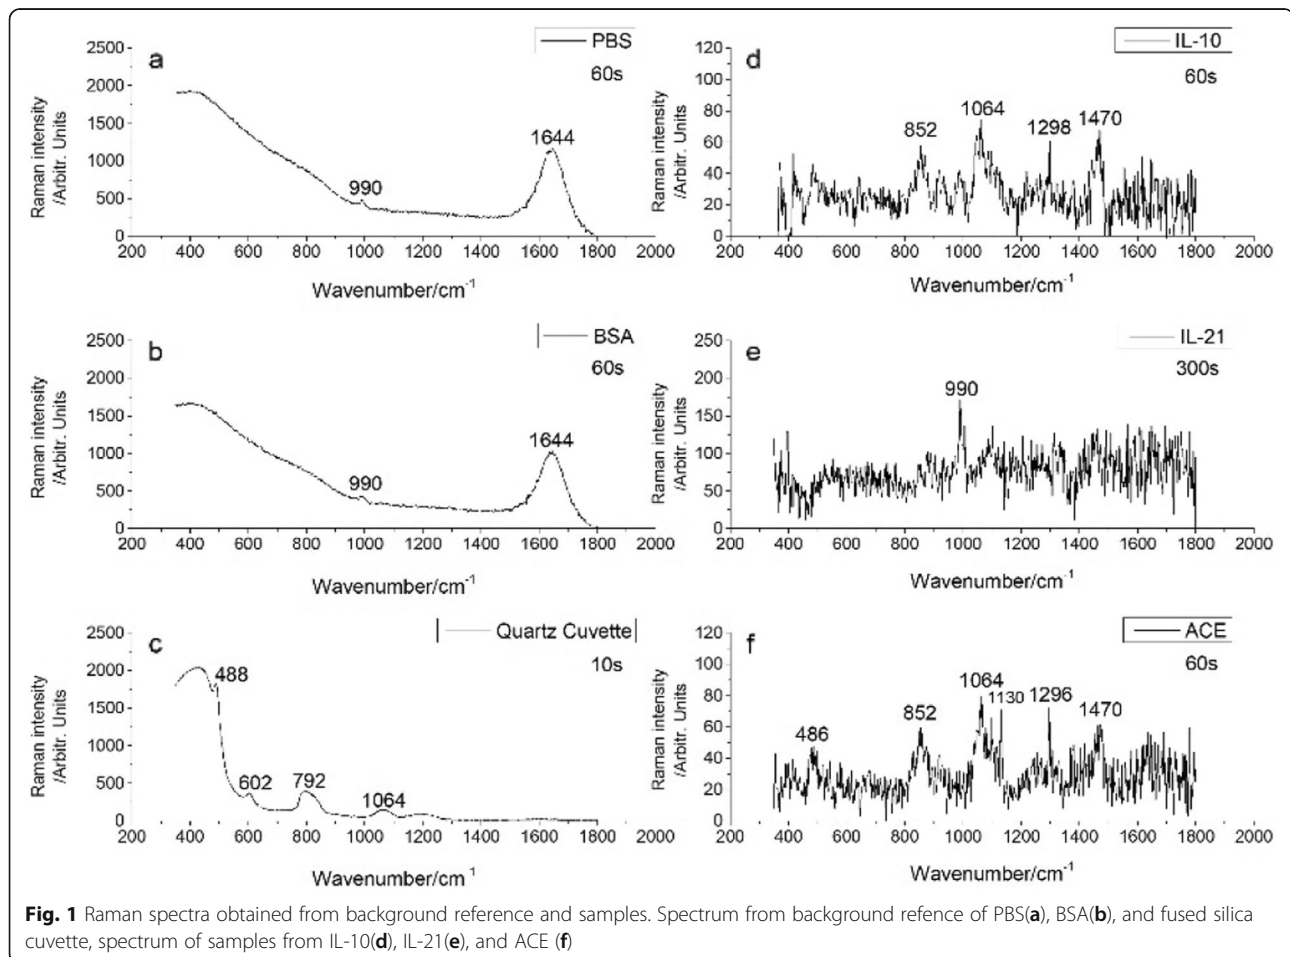 a
PBS
60s
2500
2000
1500
1000
500
0
1644
990
200 400 600 800 1000 1200 1400 1600 1800 2000
Raman intensity
/Arbitr. Units
Wavenumber/cm-1
d
IL-10
60s
120
100
80
60
40
20
0
852
1064
1298
1470
200 400 600 800 1000 1200 1400 1600 1800 2000
Raman intensity
/Arbitr. Units
Wavenumber/cm-1
b
BSA
60s
2500
2000
1500
1000
500
0
1644
990
200 400 600 800 1000 1200 1400 1600 1800 2000
Raman intensity
/Arbitr. Units
Wavenumber/cm-1
e
IL-21
300s
250
200
150
100
50
0
990
200 400 600 800 1000 1200 1400 1600 1800 2000
Raman intensity
/Arbitr. Units
Wavenumber/cm-1
c
Quartz Cuvette
10s
2500
2000
1500
1000
500
0
488
602
792
1064
200 400 600 800 1000 1200 1400 1600 1800 2000
Raman intensity
/Arbitr. Units
Wavenumber/cm-1
f
ACE
60s
120
100
80
60
40
20
0
486
852
1064
1130
1296
1470
200 400 600 800 1000 1200 1400 1600 1800 2000
Raman intensity
/Arbitr. Units
Wavenumber/cm-1
Fig. 1 Raman spectra obtained from background reference and samples. Spectrum from background refence of PBS(a), BSA(b), and fused silica
cuvette, spectrum of samples from IL-10(d), IL-21(e), and ACE (f)